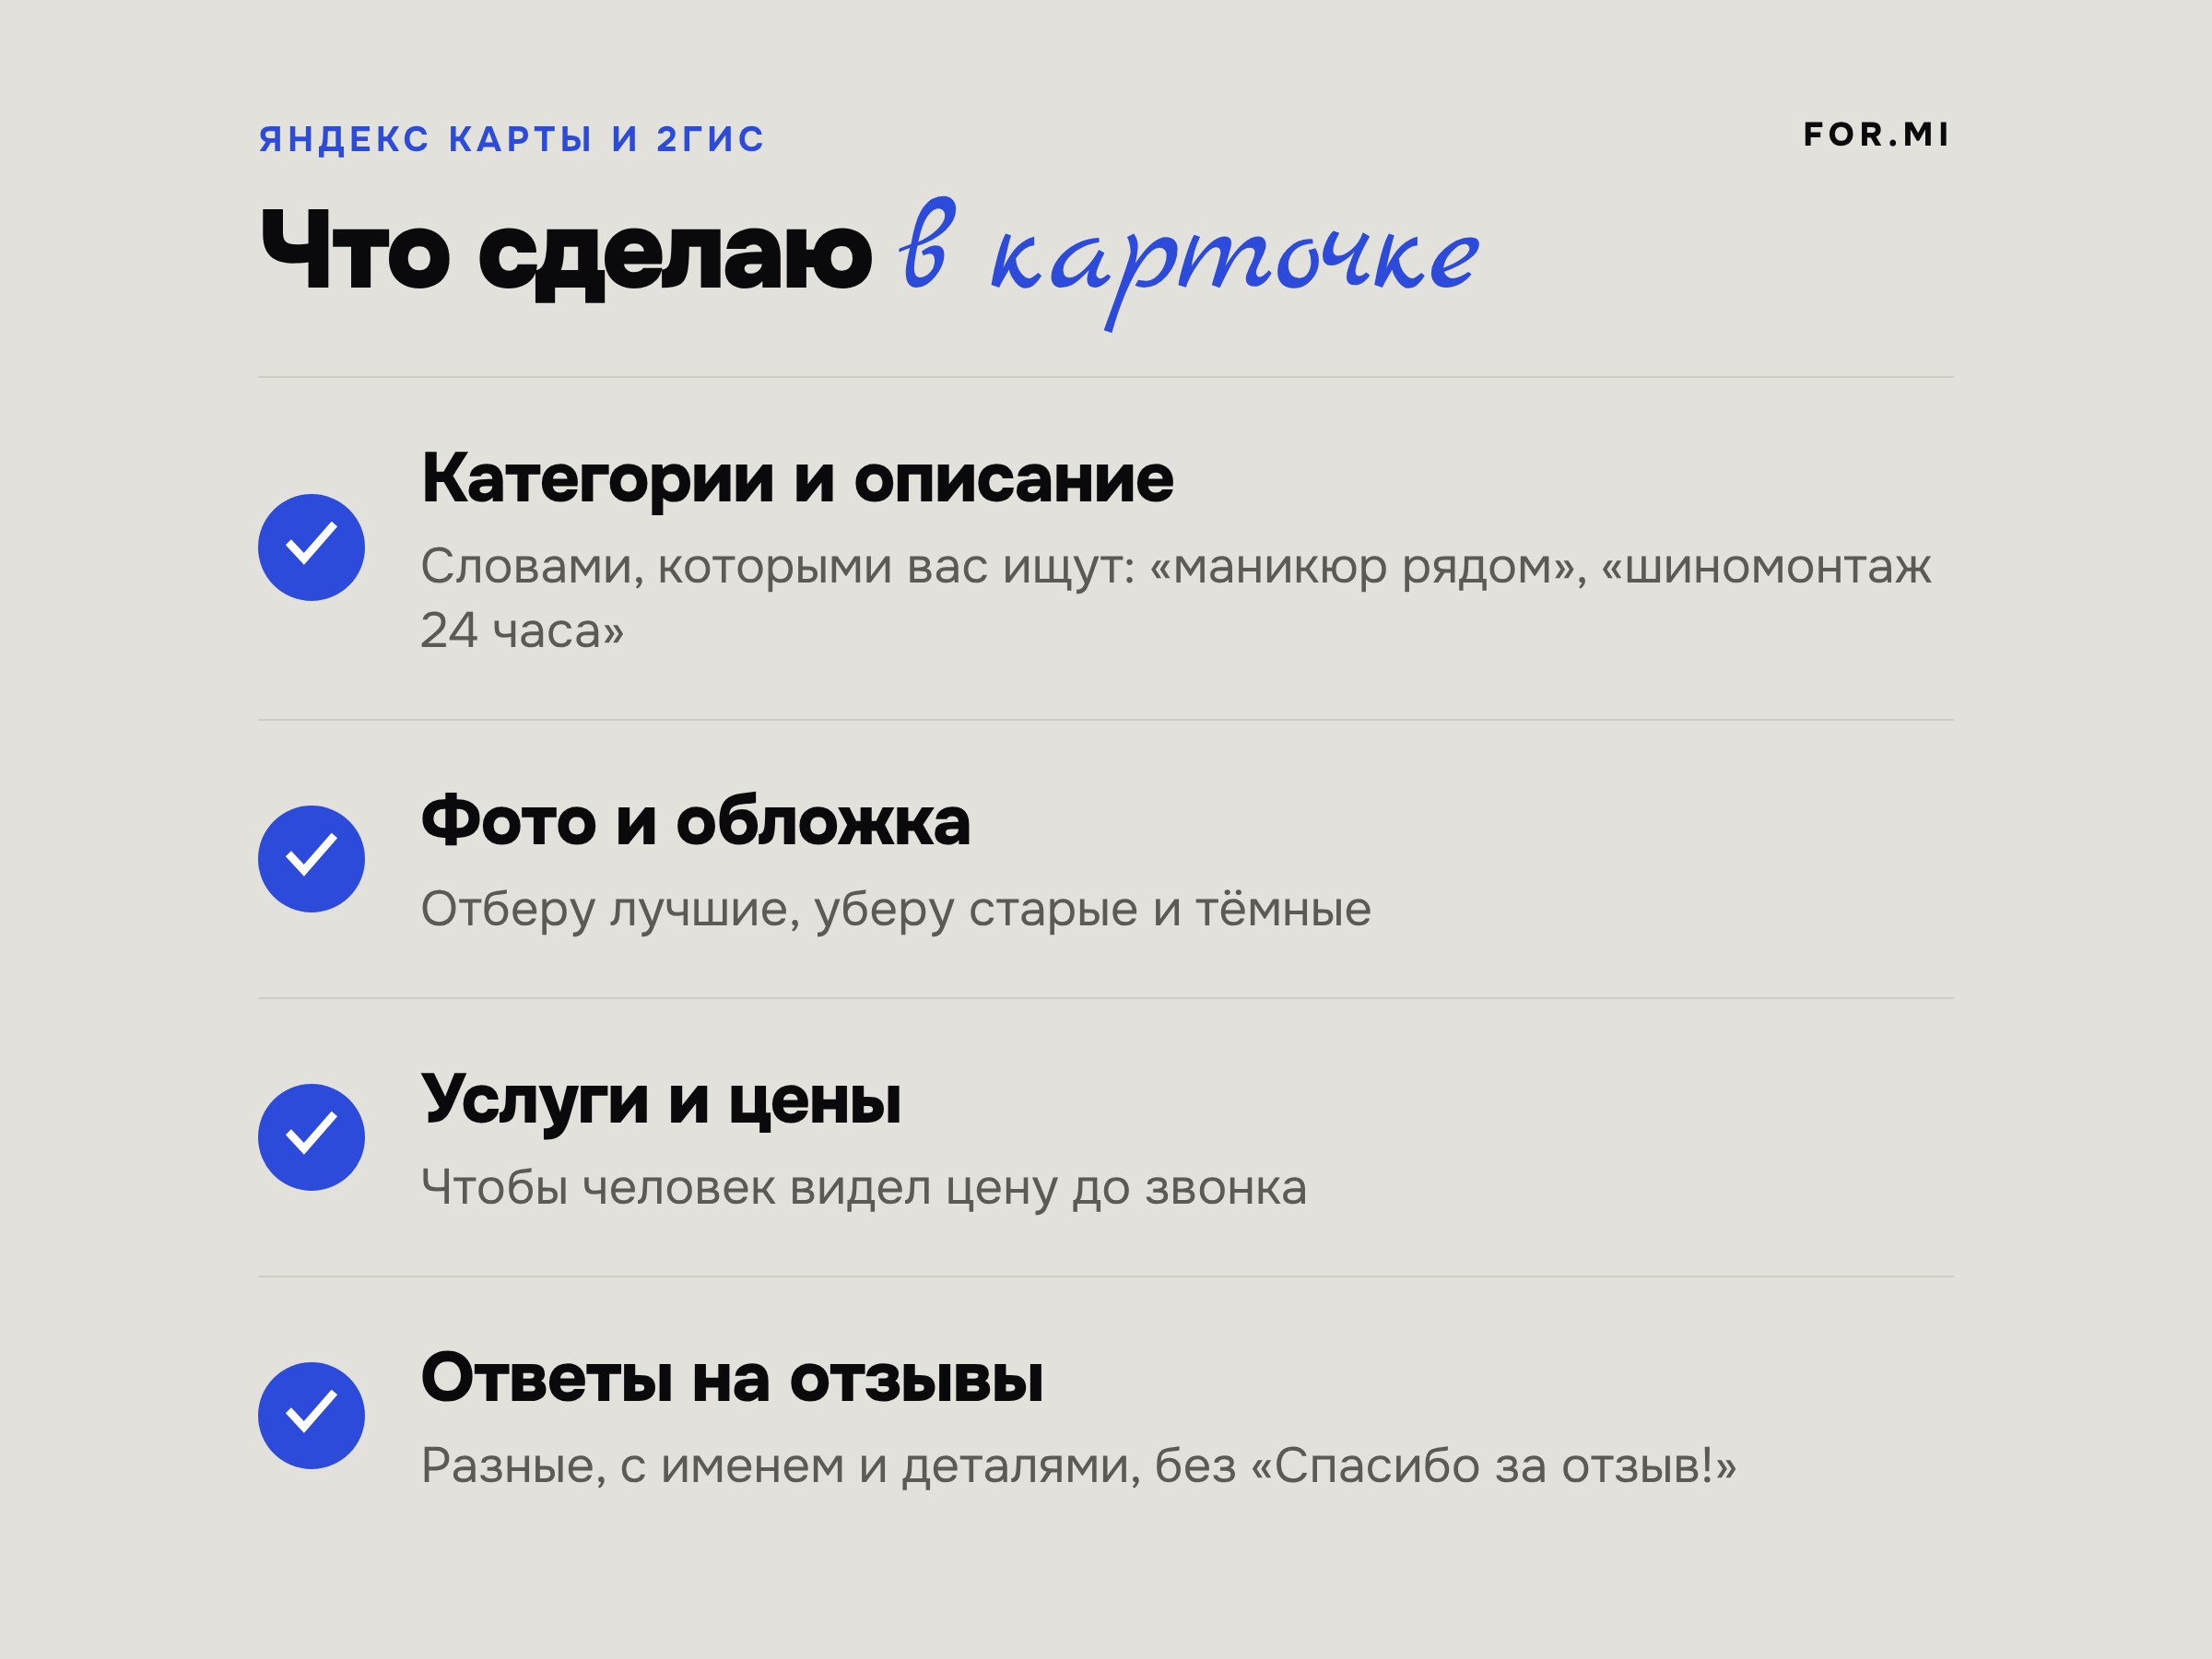 ЯНДЕКС КАРТЫ И 2ГИС
FOR.MI
Что сделаю в карточке
Категории и описание
Словами, которыми вас ищут: «маникюр рядом», «шиномонтаж
24 часа»
Фото и обложка
Отберу лучшие, уберу старые и тёмные
Услуги и цены
Чтобы человек видел цену до звонка
Ответы на отзывы
Разные, с именем и деталями, без «Спасибо за отзыв!»